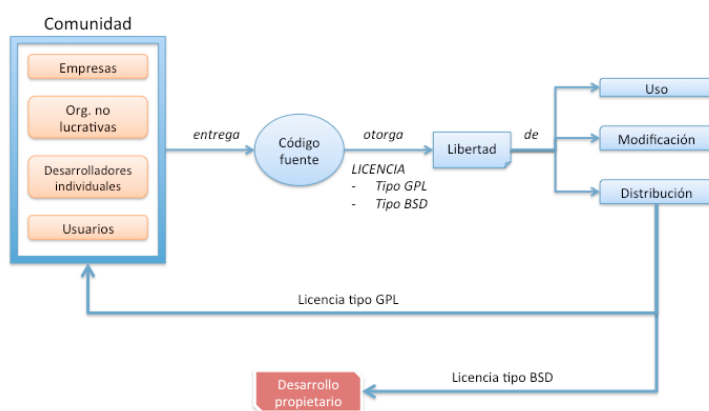 Comunidad
Empresas
Org. no
lucrativas
Desarrolladores
individuales
Usuarios
entrega
Código
fuente
otorga
LICENCIA
- Tipo GPL
- Tipo BSD
Libertad
de
Uso
Modificación
Distribución
Licencia tipo GPL
Licencia tipo BSD
Desarrollo
propietario